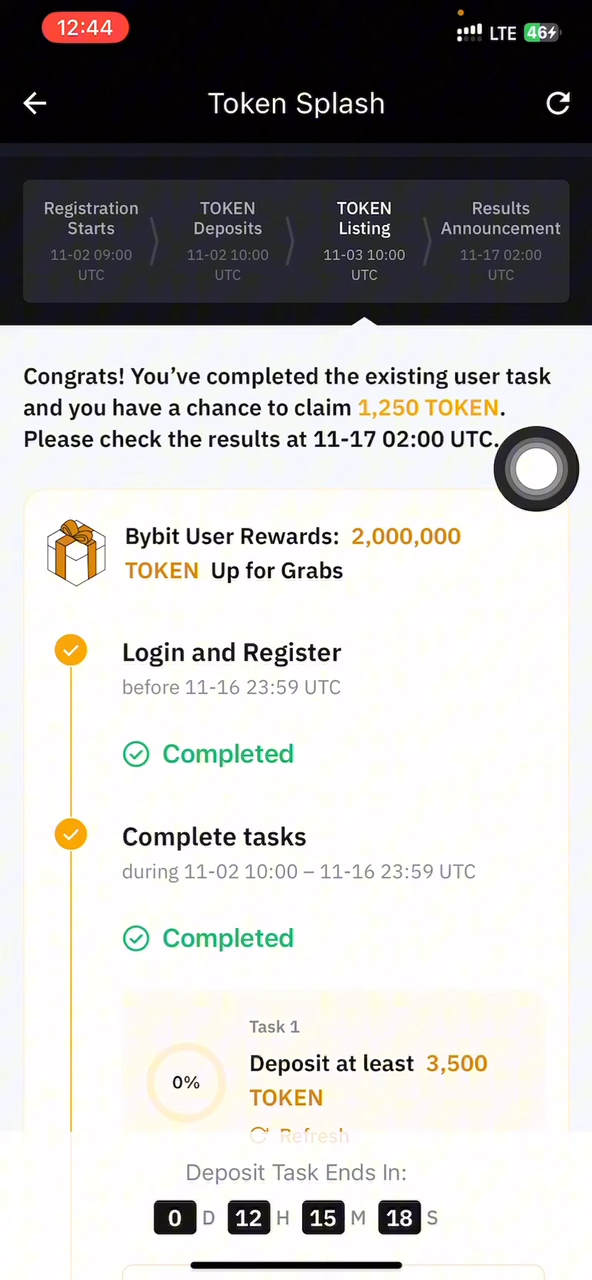 12:44
LTE 46
Token Splash
Registration
Starts
11-02 09:00
UTC
TOKEN
Deposits
11-02 10:00
UTC
TOKEN
Listing
11-03 10:00
UTC
Results
Announcement
11-17 02:00
UTC
Congrats! You’ve completed the existing user task
and you have a chance to claim 1,250 TOKEN.
Please check the results at 11-17 02:00 UTC.
Bybit User Rewards: 2,000,000
TOKEN Up for Grabs
Login and Register
before 11-16 23:59 UTC
Completed
Complete tasks
during 11-02 10:00 – 11-16 23:59 UTC
Completed
Task 1
0%
Deposit at least 3,500
TOKEN
Refresh
Deposit Task Ends In:
0 D 12 H 15 M 18 S